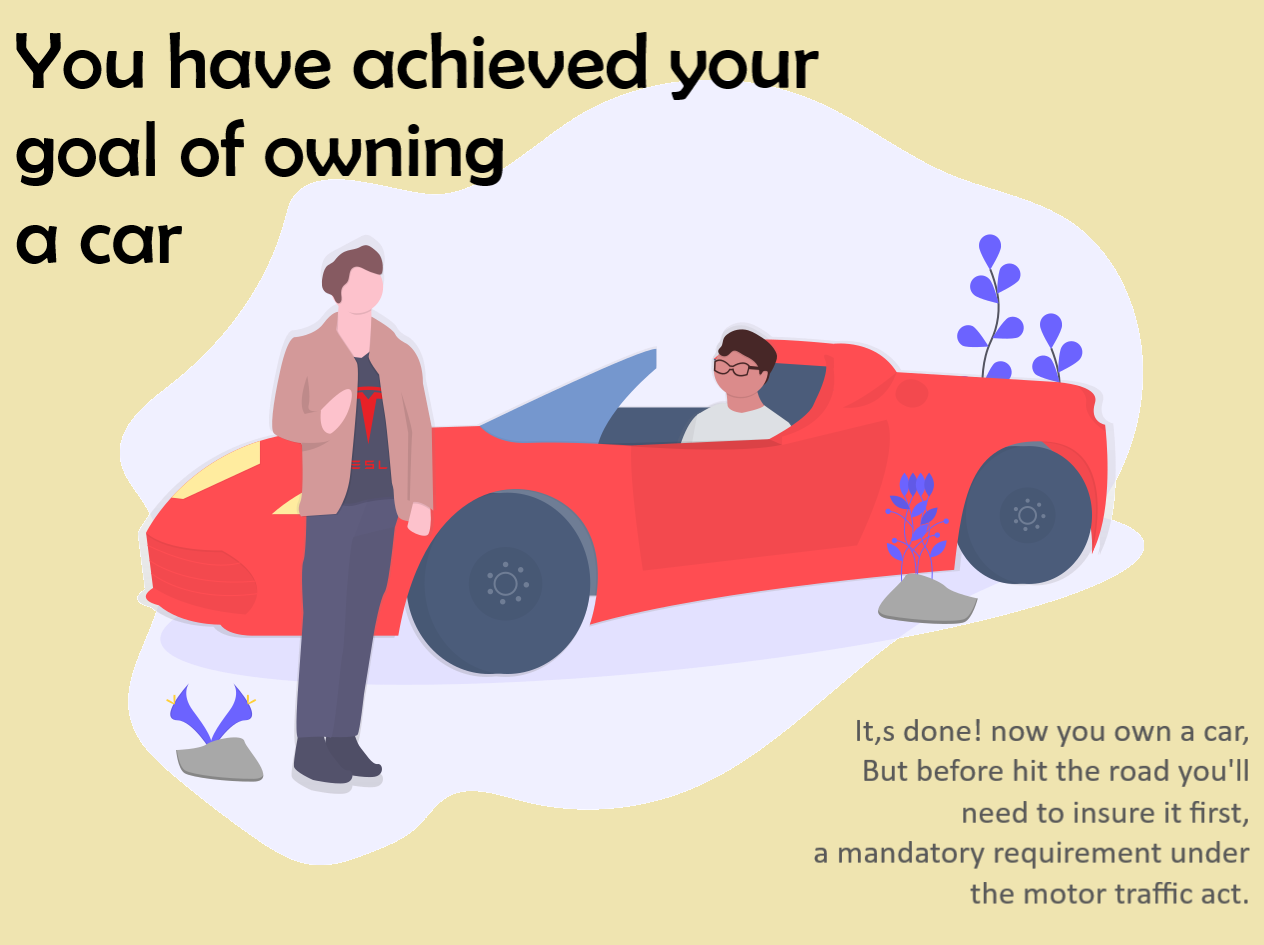 You have achieved your
goal of owning
a car
ESL
It,s done! now you own a car,
But before hit the road you'll
need to insure it first,
a mandatory requirement under
the motor traffic act.